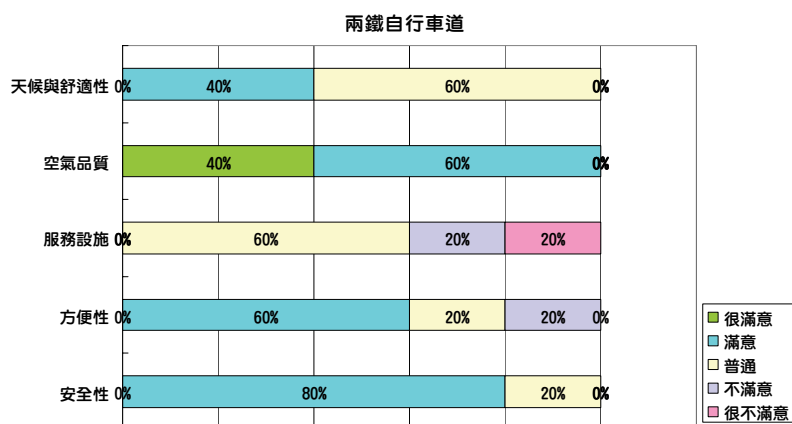 兩鐵自行車道
天候與舒適性 0% 40% 60% 0%
空氣品質 40% 60% 0%
服務設施 0% 60% 20% 20%
方便性 0% 60% 20% 20% 0%
安全性 0% 80% 20% 0%
很滿意
滿意
普通
不滿意
很不滿意